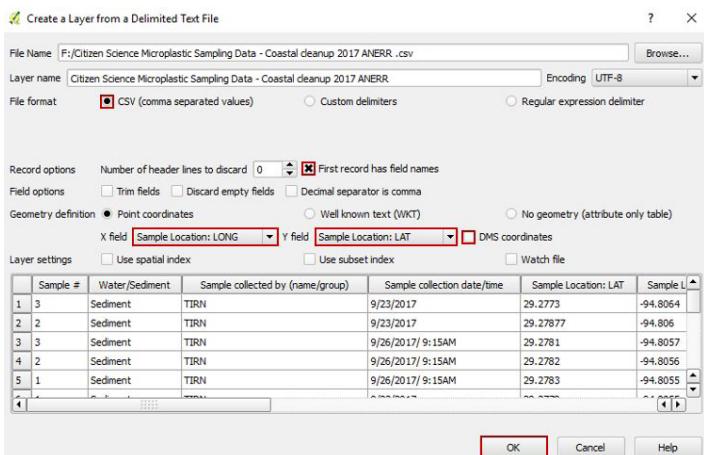 Create a Layer from a Delimited Text File ? ×
File Name F:/Citizen Science Microplastic Sampling Data - Coastal cleanup 2017 ANERR .csv Browse...
Layer name Citizen Science Microplastic Sampling Data - Coastal cleanup 2017 ANERR Encoding UTF-8
File format CSV (comma separated values) Custom delimiters Regular expression delimiter
Record options Number of header lines to discard 0 First record has field names
Field options Trim fields Discard empty fields Decimal separator is comma
Geometry definition Point coordinates Well known text (WKT) No geometry (attribute only table)
X field Sample Location: LONG Y field Sample Location: LAT DMS coordinates
Layer settings Use spatial index Use subset index Watch file
Sample # Water/Sediment Sample collected by (name/group) Sample collection date/time Sample Location: LAT Sample L
1 3 Sediment TIRN 9/23/2017 29.2773 -94.8064
2 2 Sediment TIRN 9/23/2017 29.27877 -94.806
3 3 Sediment TIRN 9/26/2017/ 9:15AM 29.2781 -94.8057
4 2 Sediment TIRN 9/26/2017/ 9:15AM 29.2782 -94.8056
5 1 Sediment TIRN 9/26/2017/ 9:15AM 29.2783 -94.8055
OK Cancel Help